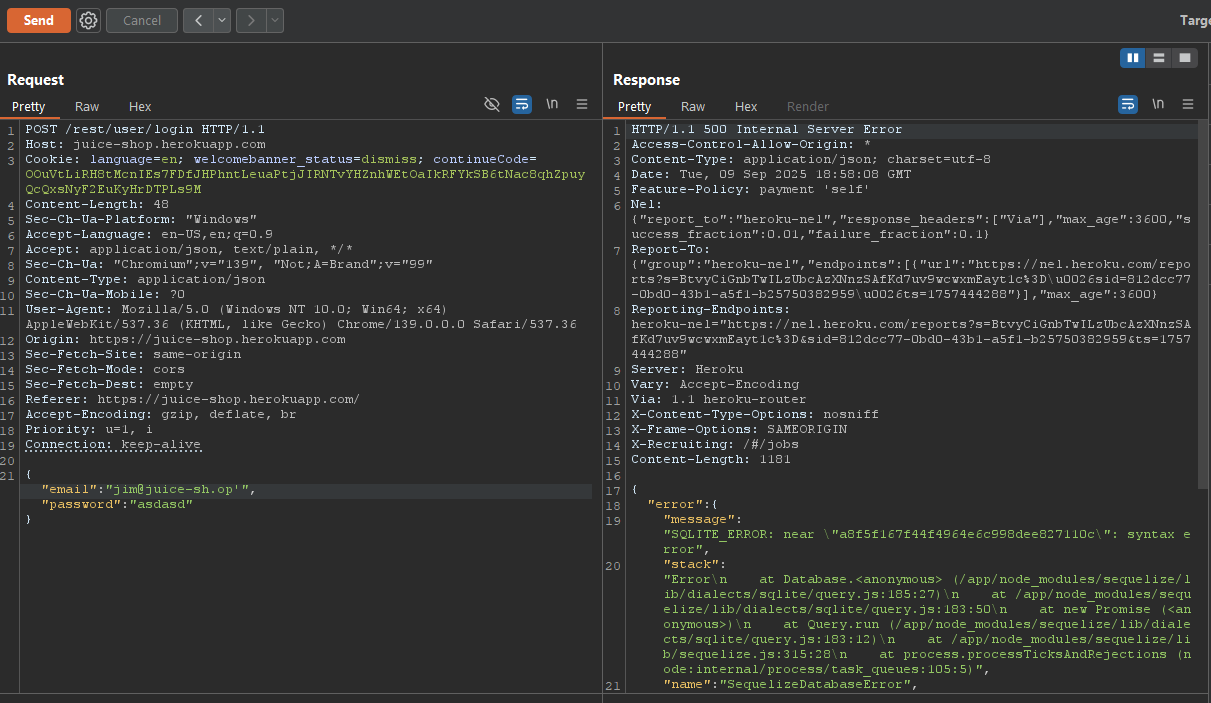 Send
Cancel
Targ
Request
Pretty Raw Hex
\n
1 POST /rest/user/login HTTP/1.1
2 Host: juice-shop.herokuapp.com
3 Cookie: language=en; welcomebanner_status=dismiss; continueCode=
OOuVtLiRH8tMcnIEs7FDfJHPhntLeuaPtjJIRNTvYHZnhWEtOaIkRFYkSB6tNac8qhZpuy
QcQxsNyF2EuKyHrDTPLs9M
4 Content-Length: 48
5 Sec-Ch-Ua-Platform: "Windows"
6 Accept-Language: en-US,en;q=0.9
7 Accept: application/json, text/plain, */*
8 Sec-Ch-Ua: "Chromium";v="139", "Not;A=Brand";v="99"
9 Content-Type: application/json
10 Sec-Ch-Ua-Mobile: ?0
11 User-Agent: Mozilla/5.0 (Windows NT 10.0; Win64; x64)
AppleWebKit/537.36 (KHTML, like Gecko) Chrome/139.0.0.0 Safari/537.36
12 Origin: https://juice-shop.herokuapp.com
13 Sec-Fetch-Site: same-origin
14 Sec-Fetch-Mode: cors
15 Sec-Fetch-Dest: empty
16 Referer: https://juice-shop.herokuapp.com/
17 Accept-Encoding: gzip, deflate, br
18 Priority: u=1, i
19 Connection: keep-alive
20
21 {
"email":"jim@juice-sh.op'",
"password":"asdasd"
}
Response
Pretty Raw Hex Render
\n
1 HTTP/1.1 500 Internal Server Error
2 Access-Control-Allow-Origin: *
3 Content-Type: application/json; charset=utf-8
4 Date: Tue, 09 Sep 2025 18:58:08 GMT
5 Feature-Policy: payment 'self'
6 Nel:
{"report_to":"heroku-nel","response_headers":["Via"],"max_age":3600,"s
uccess_fraction":0.01,"failure_fraction":0.1}
7 Report-To:
{"group":"heroku-nel","endpoints":[{"url":"https://nel.heroku.com/repo
rts?s=BtvyCiGnbTwILzUbcAzXNnzSAfKd7uv9wcwxmEayt1c%3D\u0026sid=812dcc77
-0bd0-43b1-a5f1-b25750382959\u0026ts=1757444288"}],"max_age":3600}
8 Reporting-Endpoints:
heroku-nel="https://nel.heroku.com/reports?s=BtvyCiGnbTwILzUbcAzXNnzSA
fKd7uv9wcwxmEayt1c%3D&sid=812dcc77-0bd0-43b1-a5f1-b25750382959&ts=1757
444288"
9 Server: Heroku
10 Vary: Accept-Encoding
11 Via: 1.1 heroku-router
12 X-Content-Type-Options: nosniff
13 X-Frame-Options: SAMEORIGIN
14 X-Recruiting: /#/jobs
15 Content-Length: 1181
16
17 {
18 "error":{
19 "message":
"SQLITE_ERROR: near \"a8f5f167f44f4964e6c998dee827110c\": syntax e
rror",
20 "stack":
"Error\n    at Database.<anonymous> (/app/node_modules/sequelize/l
ib/dialects/sqlite/query.js:185:27)\n    at /app/node_modules/sequ
elize/lib/dialects/sqlite/query.js:183:50\n    at new Promise (<an
onymous>)\n    at Query.run (/app/node_modules/sequelize/lib/diale
cts/sqlite/query.js:183:12)\n    at /app/node_modules/sequelize/li
b/sequelize.js:315:28\n    at process.processTicksAndRejections (n
ode:internal/process/task_queues:105:5)",
21 "name":"SequelizeDatabaseError",